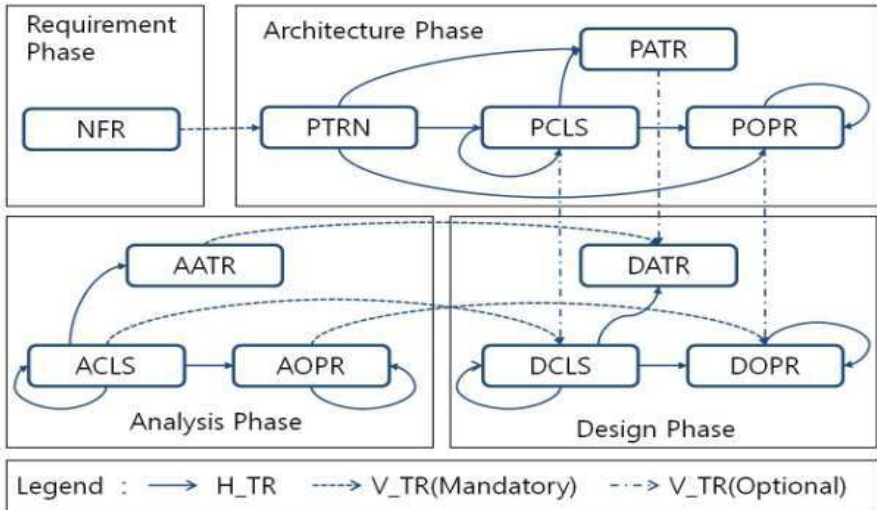 Requirement
Phase
NFR
Architecture Phase
PATR
PTRN
PCLS
POPR
AATR
ACLS
AOPR
Analysis Phase
DATR
DCLS
DOPR
Design Phase
Legend : H_TR V_TR(Mandatory) V_TR(Optional)